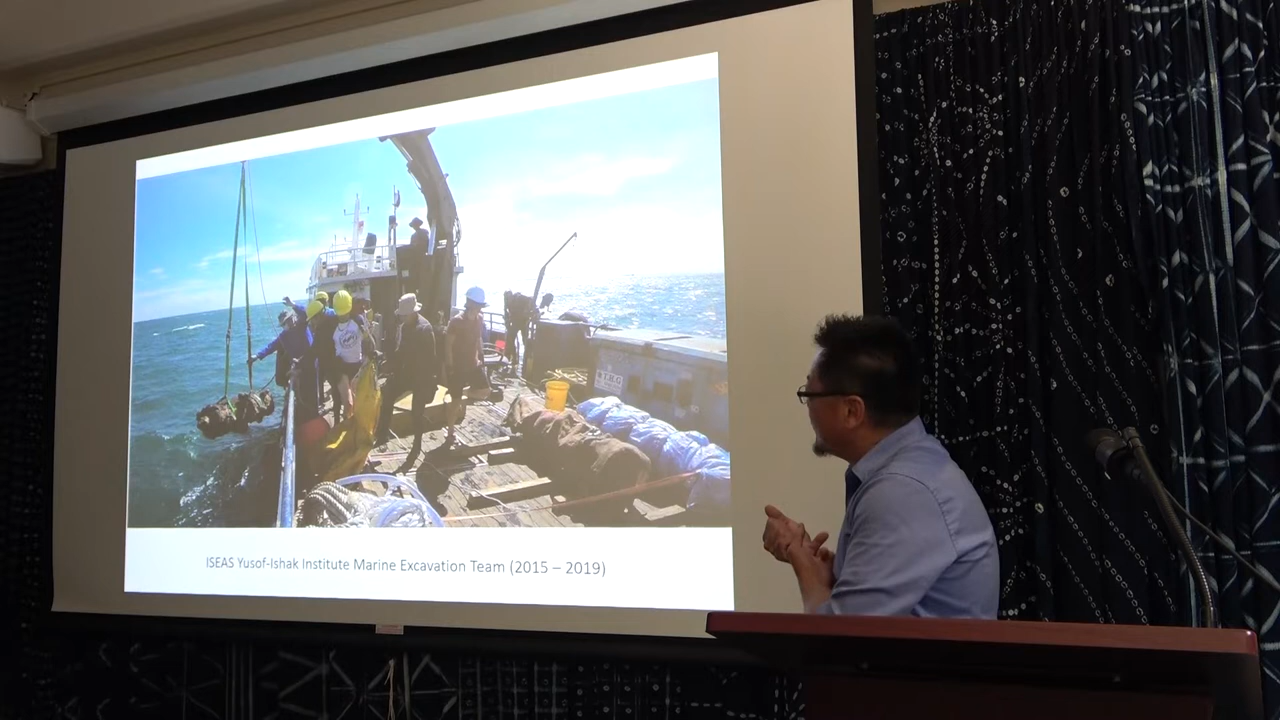 ISEAS Yusof-Ishak Institute Marine Excavation Team (2015 – 2019)